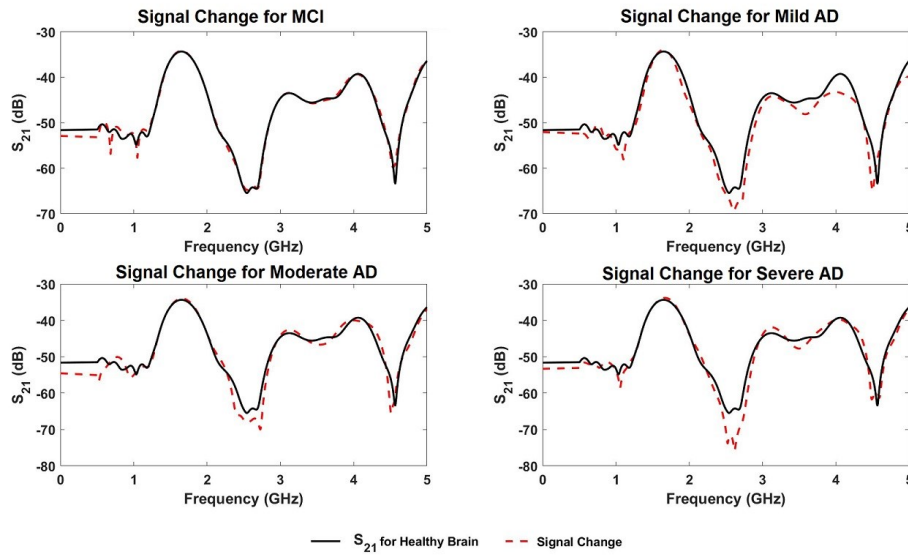 Signal Change for MCI
-30
-40
-50
-60
-70
S21 (dB)
0 1 2 3 4 5
Frequency (GHz)
Signal Change for Mild AD
-30
-40
-50
-60
-70
S21 (dB)
0 1 2 3 4 5
Frequency (GHz)
Signal Change for Moderate AD
-30
-40
-50
-60
-70
-80
S21 (dB)
0 1 2 3 4 5
Frequency (GHz)
Signal Change for Severe AD
-30
-40
-50
-60
-70
-80
S21 (dB)
0 1 2 3 4 5
Frequency (GHz)
S21 for Healthy Brain Signal Change